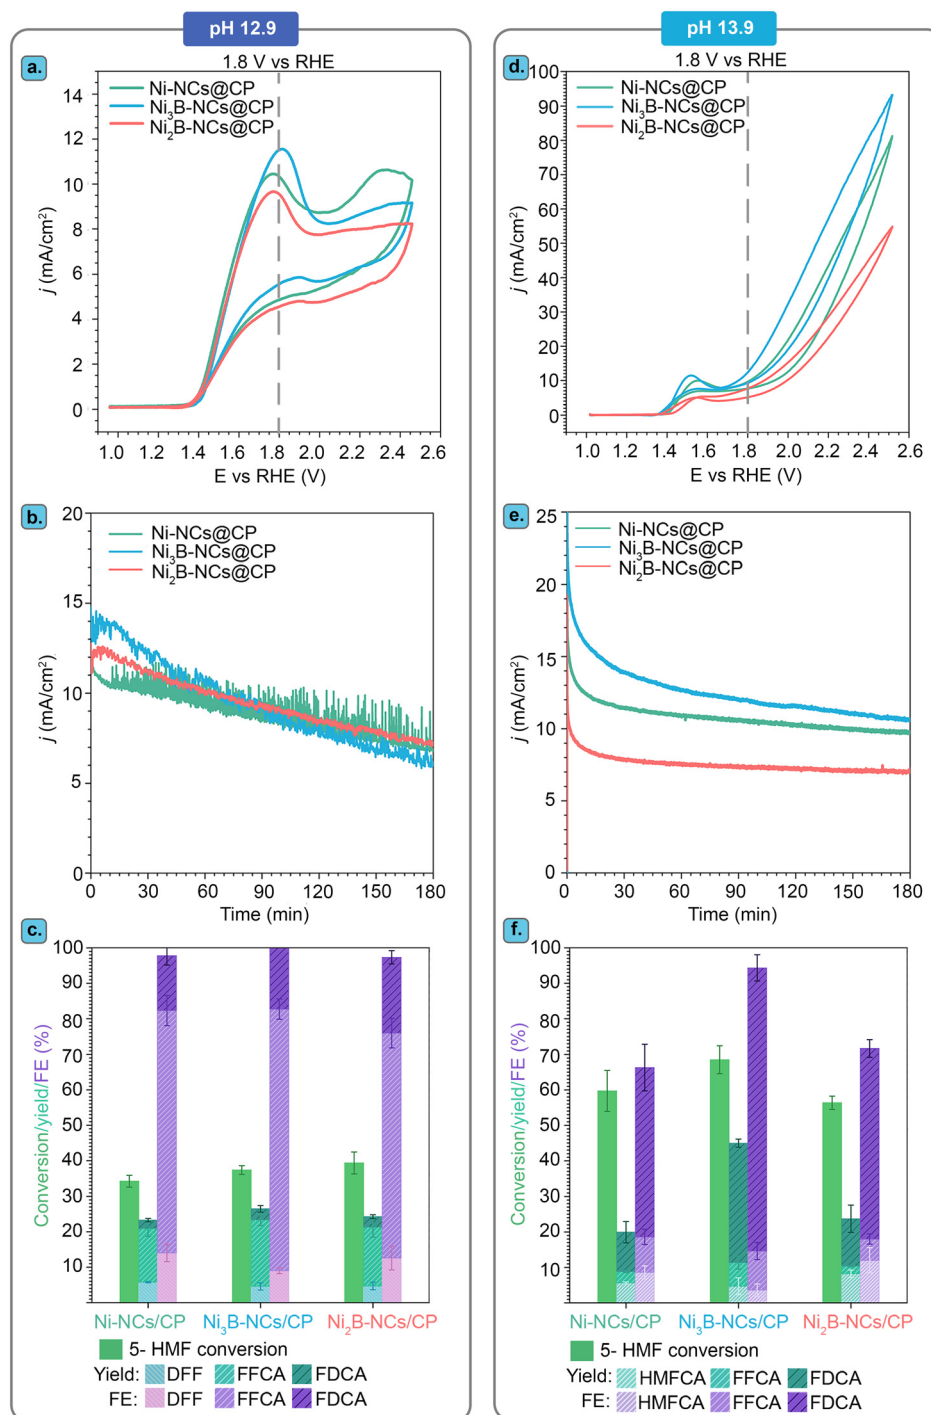 pH 12.9
a.
1.8 V vs RHE
Ni-NCs@CP
Ni3B-NCs@CP
Ni2B-NCs@CP
14
12
10
8
6
4
2
0
j (mA/cm²)
1.0 1.2 1.4 1.6 1.8 2.0 2.2 2.4 2.6
E vs RHE (V)
b.
Ni-NCs@CP
Ni3B-NCs@CP
Ni2B-NCs@CP
20
15
10
5
0
j (mA/cm²)
0 30 60 90 120 150 180
Time (min)
c.
100
90
80
70
60
50
40
30
20
10
Conversion/yield/FE (%)
Ni-NCs/CP Ni3B-NCs/CP Ni2B-NCs/CP
5- HMF conversion
Yield: DFF FFCA FDCA
FE: DFF FFCA FDCA
pH 13.9
d.
1.8 V vs RHE
Ni-NCs@CP
Ni3B-NCs@CP
Ni2B-NCs@CP
100
90
80
70
60
50
40
30
20
10
0
j (mA/cm²)
1.0 1.2 1.4 1.6 1.8 2.0 2.2 2.4 2.6
E vs RHE (V)
e.
Ni-NCs@CP
Ni3B-NCs@CP
Ni2B-NCs@CP
25
20
15
10
5
0
j (mA/cm²)
0 30 60 90 120 150 180
Time (min)
f.
100
90
80
70
60
50
40
30
20
10
Conversion/yield/FE (%)
Ni-NCs/CP Ni3B-NCs/CP Ni2B-NCs/CP
5- HMF conversion
Yield: HMFCA FFCA FDCA
FE: HMFCA FFCA FDCA